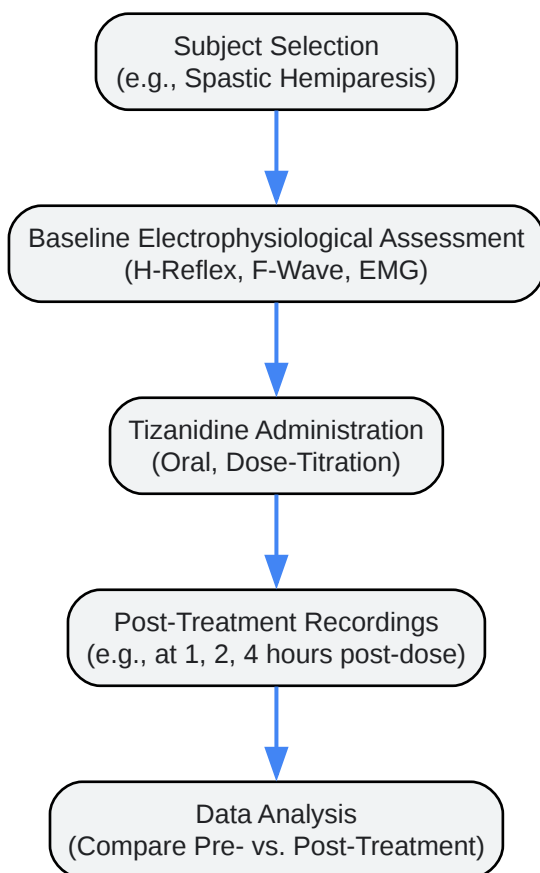 Subject Selection
(e.g., Spastic Hemiparesis)
Baseline Electrophysiological Assessment
(H-Reflex, F-Wave, EMG)
Tizanidine Administration
(Oral, Dose-Titration)
Post-Treatment Recordings
(e.g., at 1, 2, 4 hours post-dose)
Data Analysis
(Compare Pre- vs. Post-Treatment)